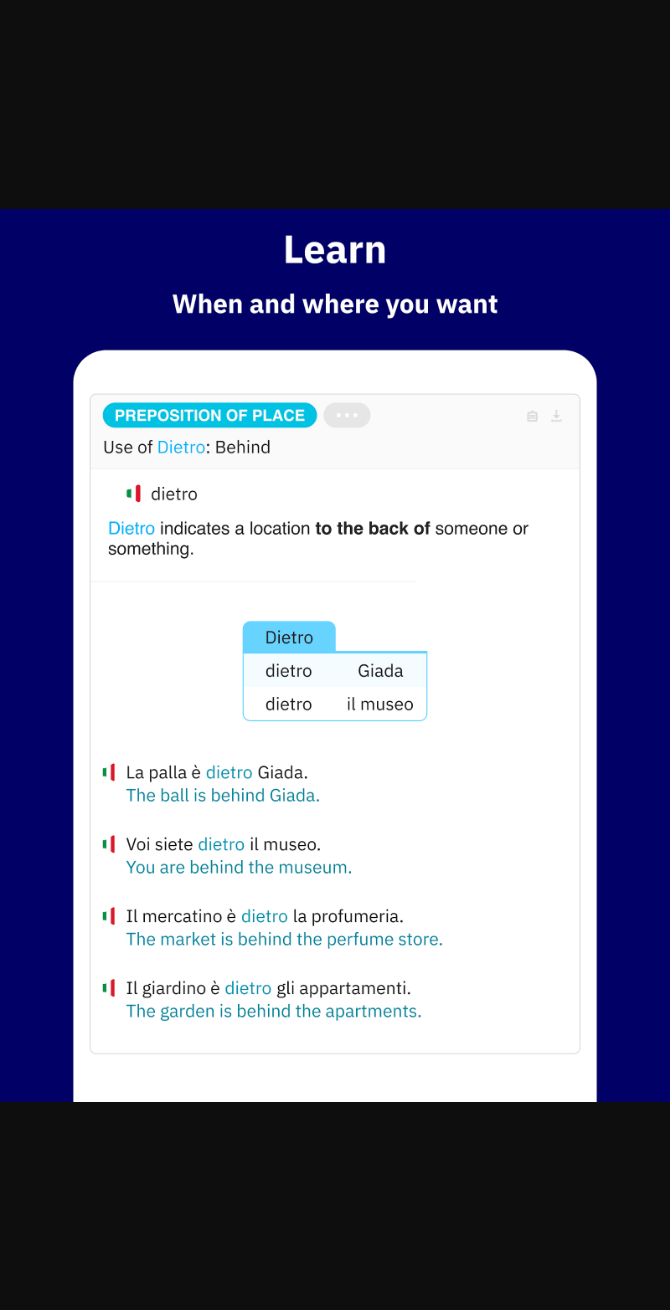 Learn
When and where you want
PREPOSITION OF PLACE
Use of Dietro: Behind
dietro
Dietro indicates a location to the back of someone or
something.
Dietro
dietro Giada
dietro il museo
La palla è dietro Giada.
The ball is behind Giada.
Voi siete dietro il museo.
You are behind the museum.
Il mercatino è dietro la profumeria.
The market is behind the perfume store.
Il giardino è dietro gli appartamenti.
The garden is behind the apartments.